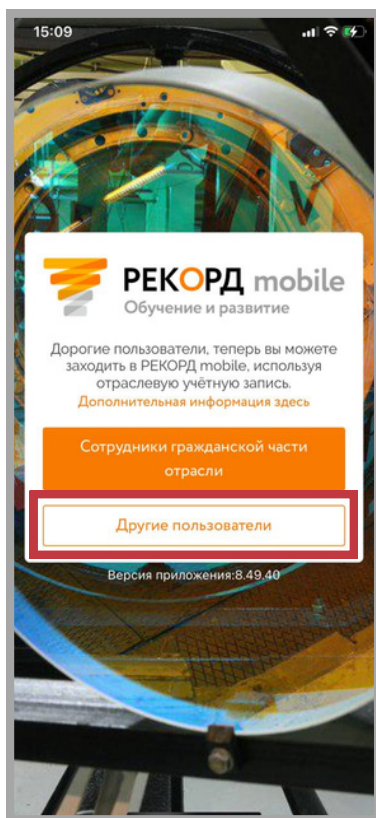 15:09
РЕКОРД mobile
Обучение и развитие
Дорогие пользователи, теперь вы можете
заходить в РЕКОРД mobile, используя
отраслевую учётную запись.
Дополнительная информация здесь
Сотрудники гражданской части
отрасли
Другие пользователи
Версия приложения:8.49.40